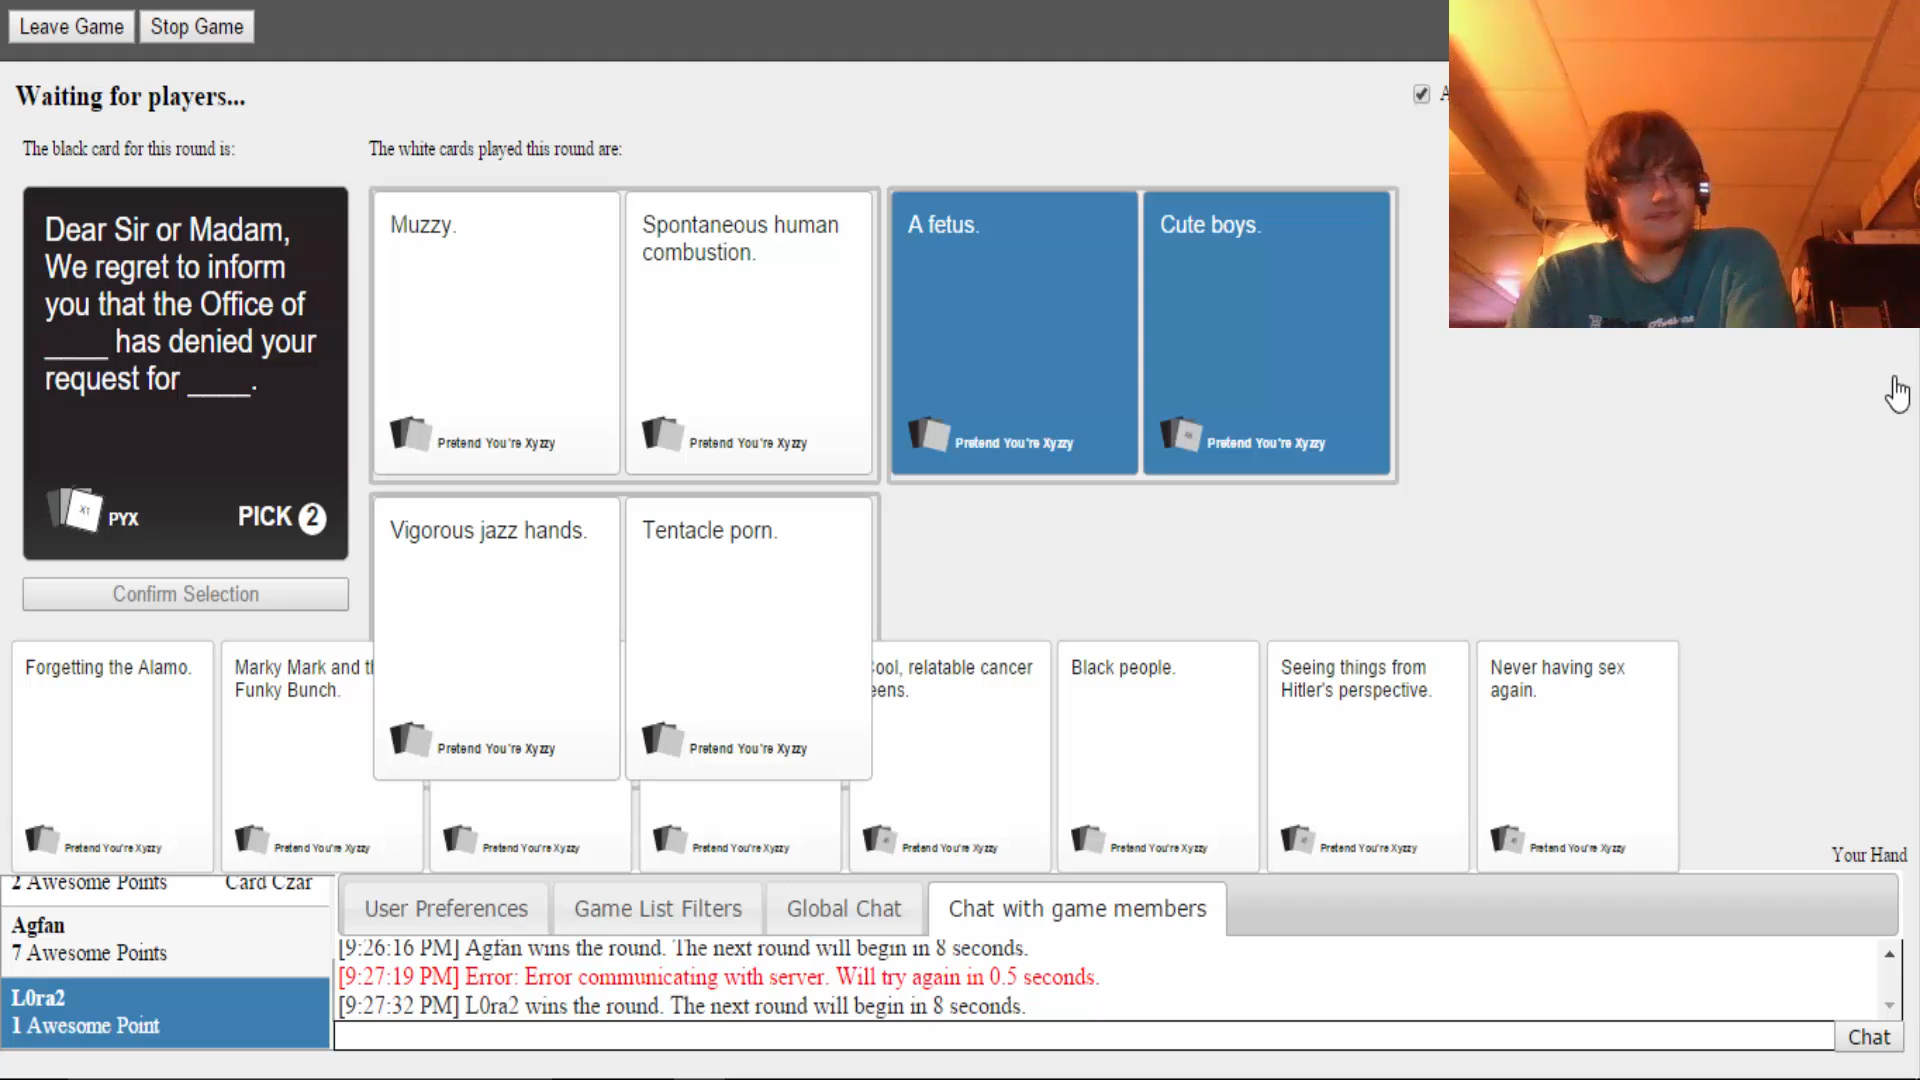 Leave Game Stop Game
Waiting for players...
The black card for this round is:
The white cards played this round are:
Dear Sir or Madam,
We regret to inform
you that the Office of
____ has denied your
request for ____.
PYX
PICK 2
Confirm Selection
Muzzy.
Pretend You're Xyzzy
Spontaneous human
combustion.
Pretend You're Xyzzy
A fetus.
Pretend You're Xyzzy
Cute boys.
Pretend You're Xyzzy
Vigorous jazz hands.
Pretend You're Xyzzy
Tentacle porn.
Pretend You're Xyzzy
Forgetting the Alamo.
Pretend You're Xyzzy
Marky Mark and th
Funky Bunch.
Pretend You're Xyzzy
Pretend You're Xyzzy
Pretend You're Xyzzy
Cool, relatable cancer
eens.
Pretend You're Xyzzy
Black people.
Pretend You're Xyzzy
Seeing things from
Hitler's perspective.
Pretend You're Xyzzy
Never having sex
again.
Pretend You're Xyzzy
Your Hand
2 Awesome Points Card Czar
Agfan
7 Awesome Points
L0ra2
1 Awesome Point
User Preferences Game List Filters Global Chat Chat with game members
[9:26:16 PM] Agfan wins the round. The next round will begin in 8 seconds.
[9:27:19 PM] Error: Error communicating with server. Will try again in 0.5 seconds.
[9:27:32 PM] L0ra2 wins the round. The next round will begin in 8 seconds.
Chat